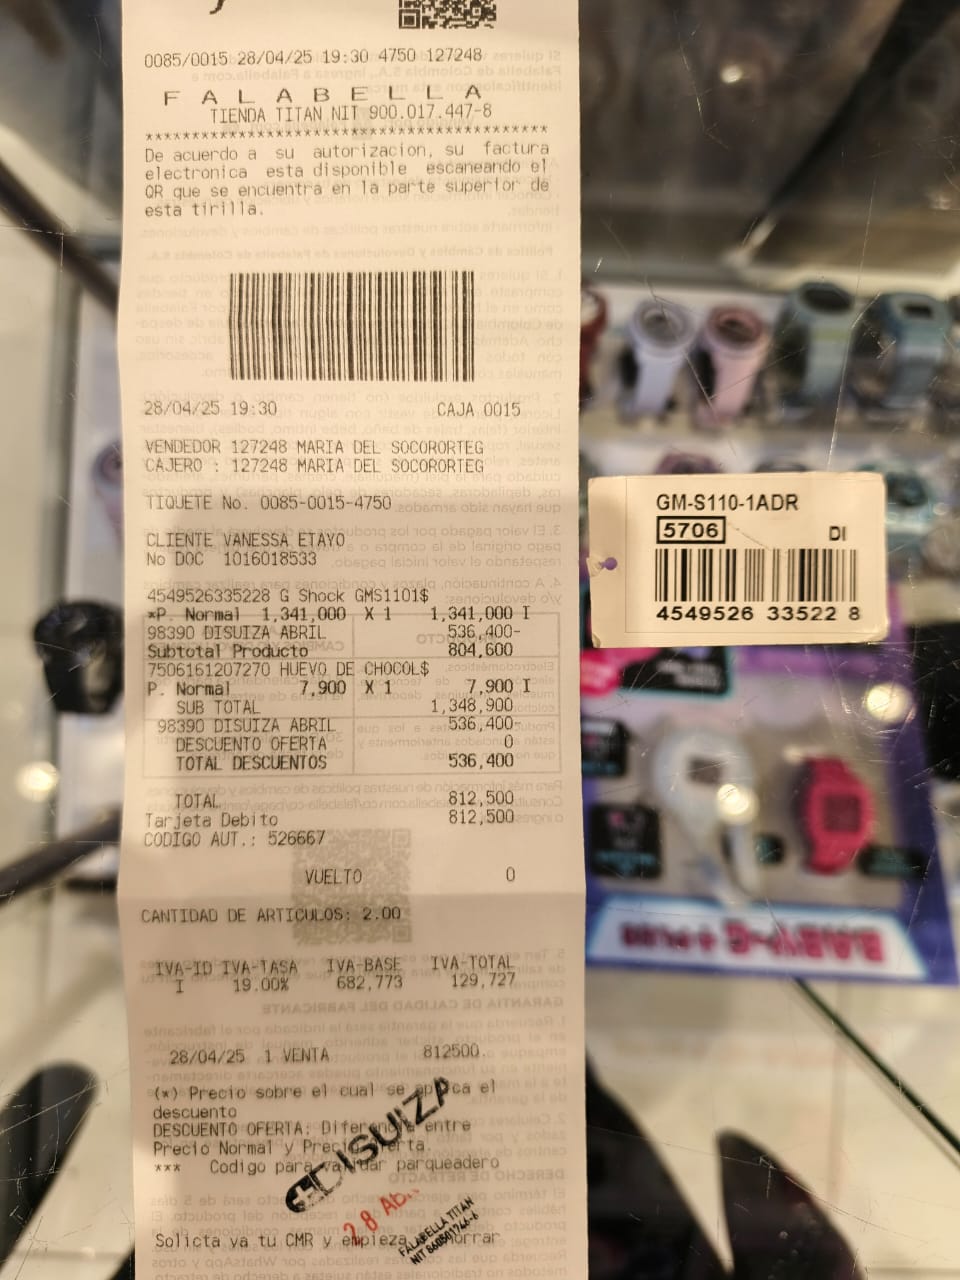 0085/0015 28/04/25 19:30 4750 127248
F A L A B E L L A
TIENDA TITAN NIT 900.017.447-8
**************************************************
De acuerdo a su autorizacion, su factura
electronica esta disponible escaneando el
QR que se encuentra en la parte superior de
esta tirilla.
28/04/25 19:30 CAJA 0015
VENDEDOR 127248 MARIA DEL SOCORORTEG
CAJERO : 127248 MARIA DEL SOCORORTEG
TIQUETE No. 0085-0015-4750
CLIENTE VANESSA ETAYO
No DOC 1016018533
4549526335228 G Shock GMS1101$
*P. Normal 1,341,000 X 1 1,341,000 I
98390 DISUIZA ABRIL 536,400-
Subtotal Producto 804,600
7506161207270 HUEVO DE CHOCOL$
P. Normal 7,900 X 1 7,900 I
SUB TOTAL 1,348,900
98390 DISUIZA ABRIL 536,400-
DESCUENTO OFERTA 0
TOTAL DESCUENTOS 536,400
TOTAL 812,500
Tarjeta Debito 812,500
CODIGO AUT.: 526667
VUELTO 0
CANTIDAD DE ARTICULOS: 2.00
IVA-ID IVA-TASA IVA-BASE IVA-TOTAL
I 19.00% 682,773 129,727
28/04/25 1 VENTA 812500.
(*) Precio sobre el cual se aplica el
descuento
DESCUENTO OFERTA: Diferencia entre
Precio Normal y Precio Oferta.
*** Codigo para validar parqueadero
DISUIZA
28 Abr.
FALABELLA TITAN
Solicta ya tu CMR y empieza ahorrar
GM-S110-1ADR
5706 DI
4549526 33522 8
BABY-G + PLUS